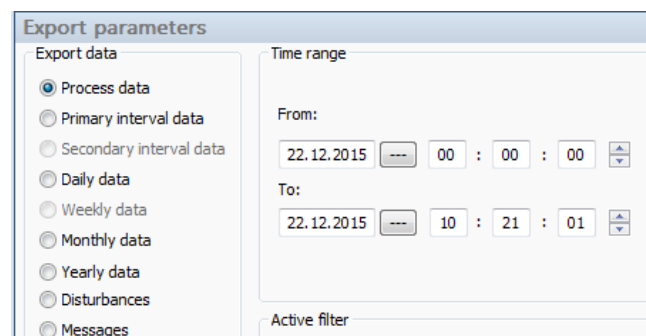 Export parameters
Export data
Process data
Primary interval data
Secondary interval data
Daily data
Weekly data
Monthly data
Yearly data
Disturbances
Messages
Time range
From:
22.12.2015 --- 00 : 00 : 00
To:
22.12.2015 --- 10 : 21 : 01
Active filter